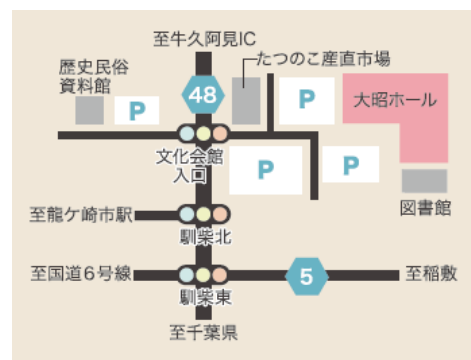 至牛久阿見IC
たつのこ産直市場
歴史民俗
資料館
P
48
P
大昭ホール
文化会館
入口
P
P
図書館
至龍ケ崎市駅
馴柴北
至国道6号線
馴柴東
5
至稲敷
至千葉県